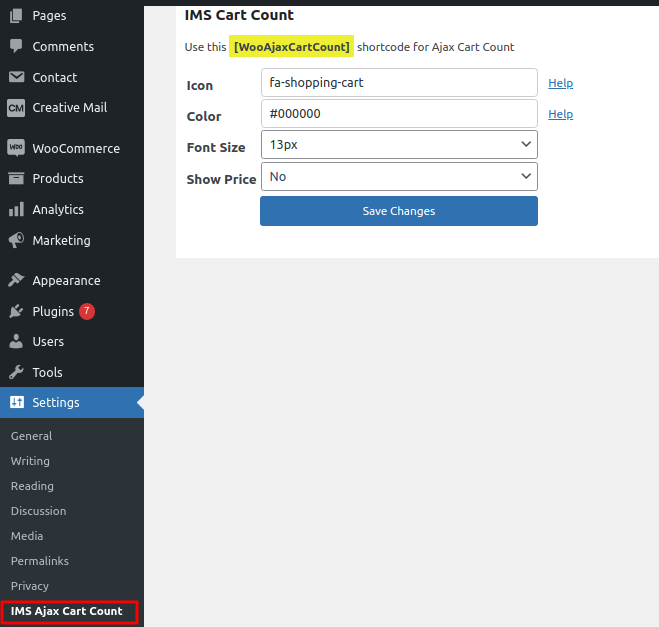 Pages
Comments
Contact
CM Creative Mail
Woo WooCommerce
Products
Analytics
Marketing
Appearance
Plugins 7
Users
Tools
Settings
General
Writing
Reading
Discussion
Media
Permalinks
Privacy
IMS Ajax Cart Count
IMS Cart Count
Use this [WooAjaxCartCount] shortcode for Ajax Cart Count
Icon fa-shopping-cart Help
Color #000000 Help
Font Size 13px
Show Price No
Save Changes